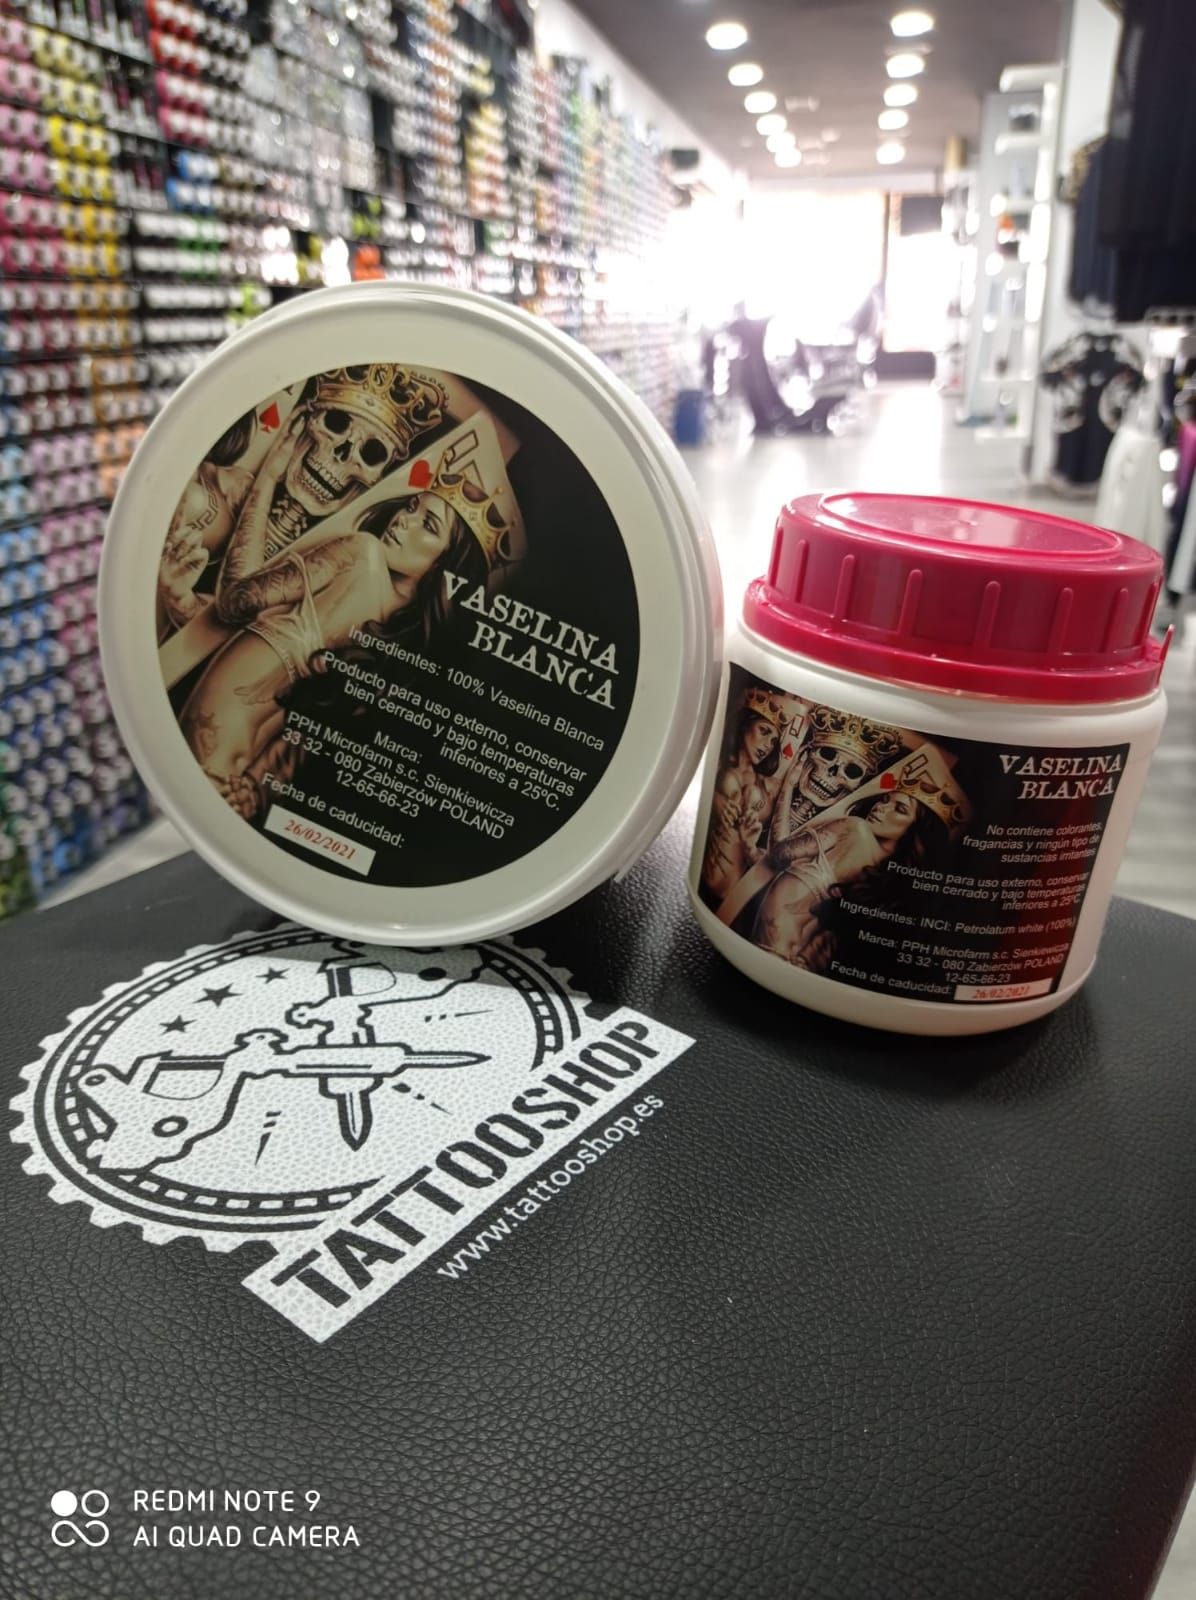 VASELINA
BLANCA
Ingredientes: 100% Vaselina Blanca
Producto para uso externo, conservar
bien cerrado y bajo temperaturas
inferiores a 25ºC.
Marca:
PPH Microfarm s.c. Sienkiewicza
33 32 - 080 Zabierzów POLAND
12-65-66-23
Fecha de caducidad:
26/02/2021
VASELINA
BLANCA
No contiene colorantes,
fragancias y ningún tipo de
sustancias irritantes
Producto para uso externo, conservar
bien cerrado y bajo temperaturas
inferiores a 25ºC.
Ingredientes: INCI: Petrolatum white (100%)
Marca: PPH Microfarm s.c. Sienkiewicza
33 32 - 080 Zabierzów POLAND
12-65-66-23
Fecha de caducidad: 26/02/2021
TATTOOSHOP
www.tattooshop.es
REDMI NOTE 9
AI QUAD CAMERA